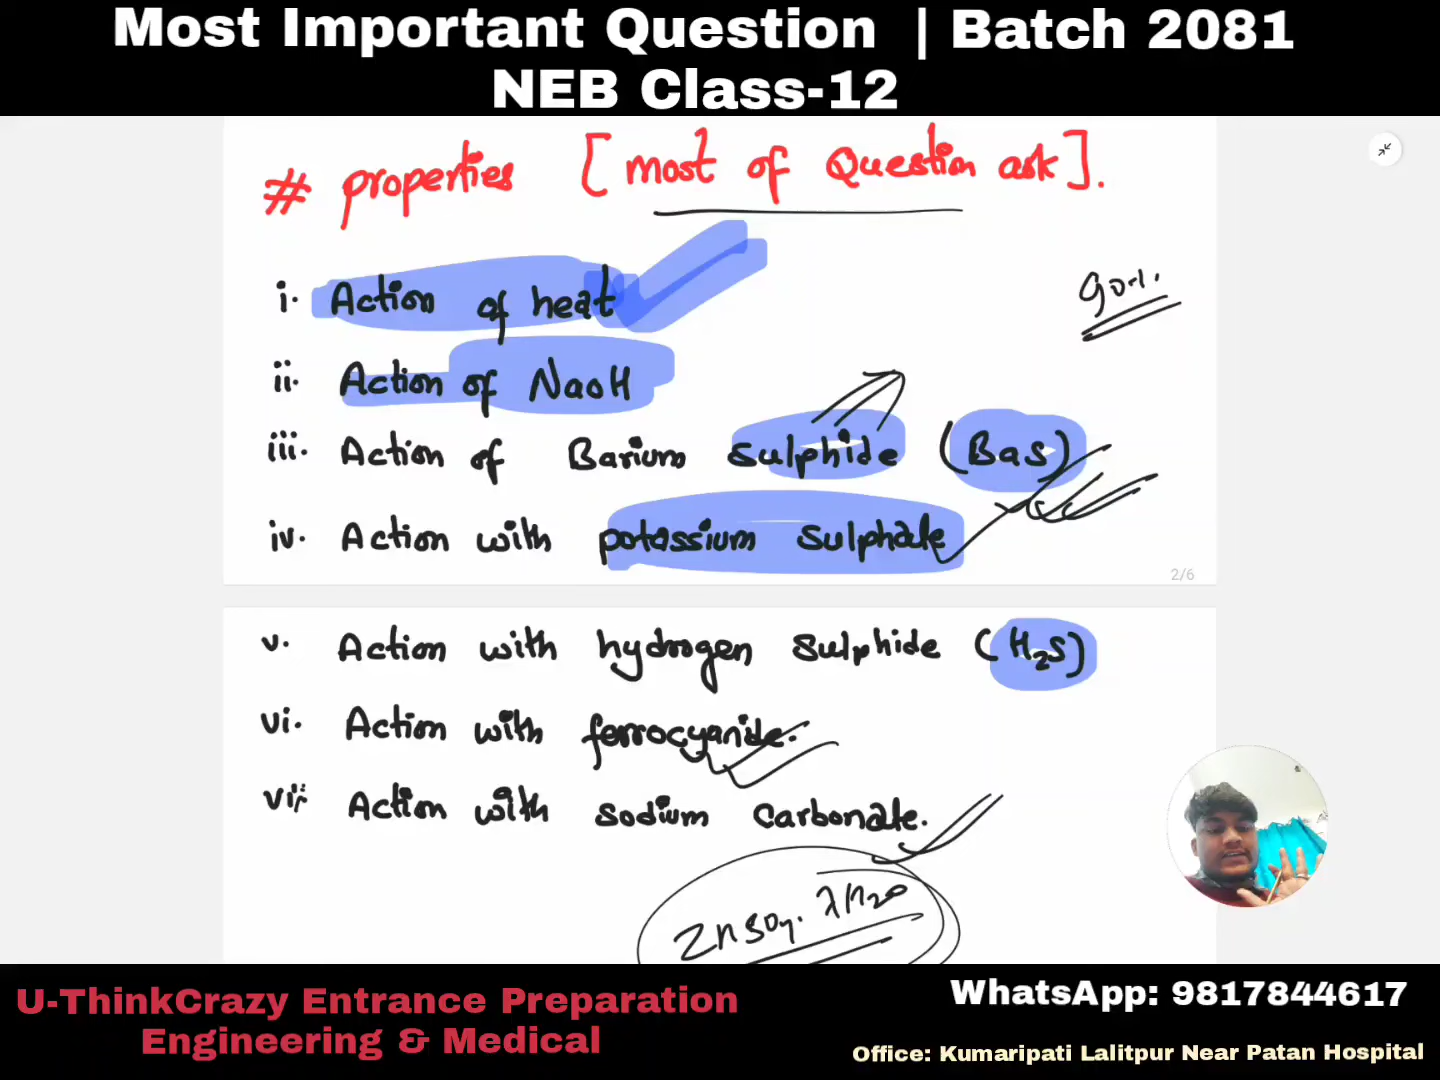 Most Important Question | Batch 2081
NEB Class-12
# properties [most of Question ask].
i. Action of heat
90%.
ii. Action of NaoH
iii. Action of Barium Sulphide (BaS)
iv. Action with potassium Sulphate
2/6
v. Action with hydrogen Sulphide (H₂S)
vi. Action with ferrocyanide.
vii Action with Sodium Carbonate.
ZnSO₄. 7H₂O
U-ThinkCrazy Entrance Preparation
Engineering & Medical
WhatsApp: 9817844617
Office: Kumaripati Lalitpur Near Patan Hospital